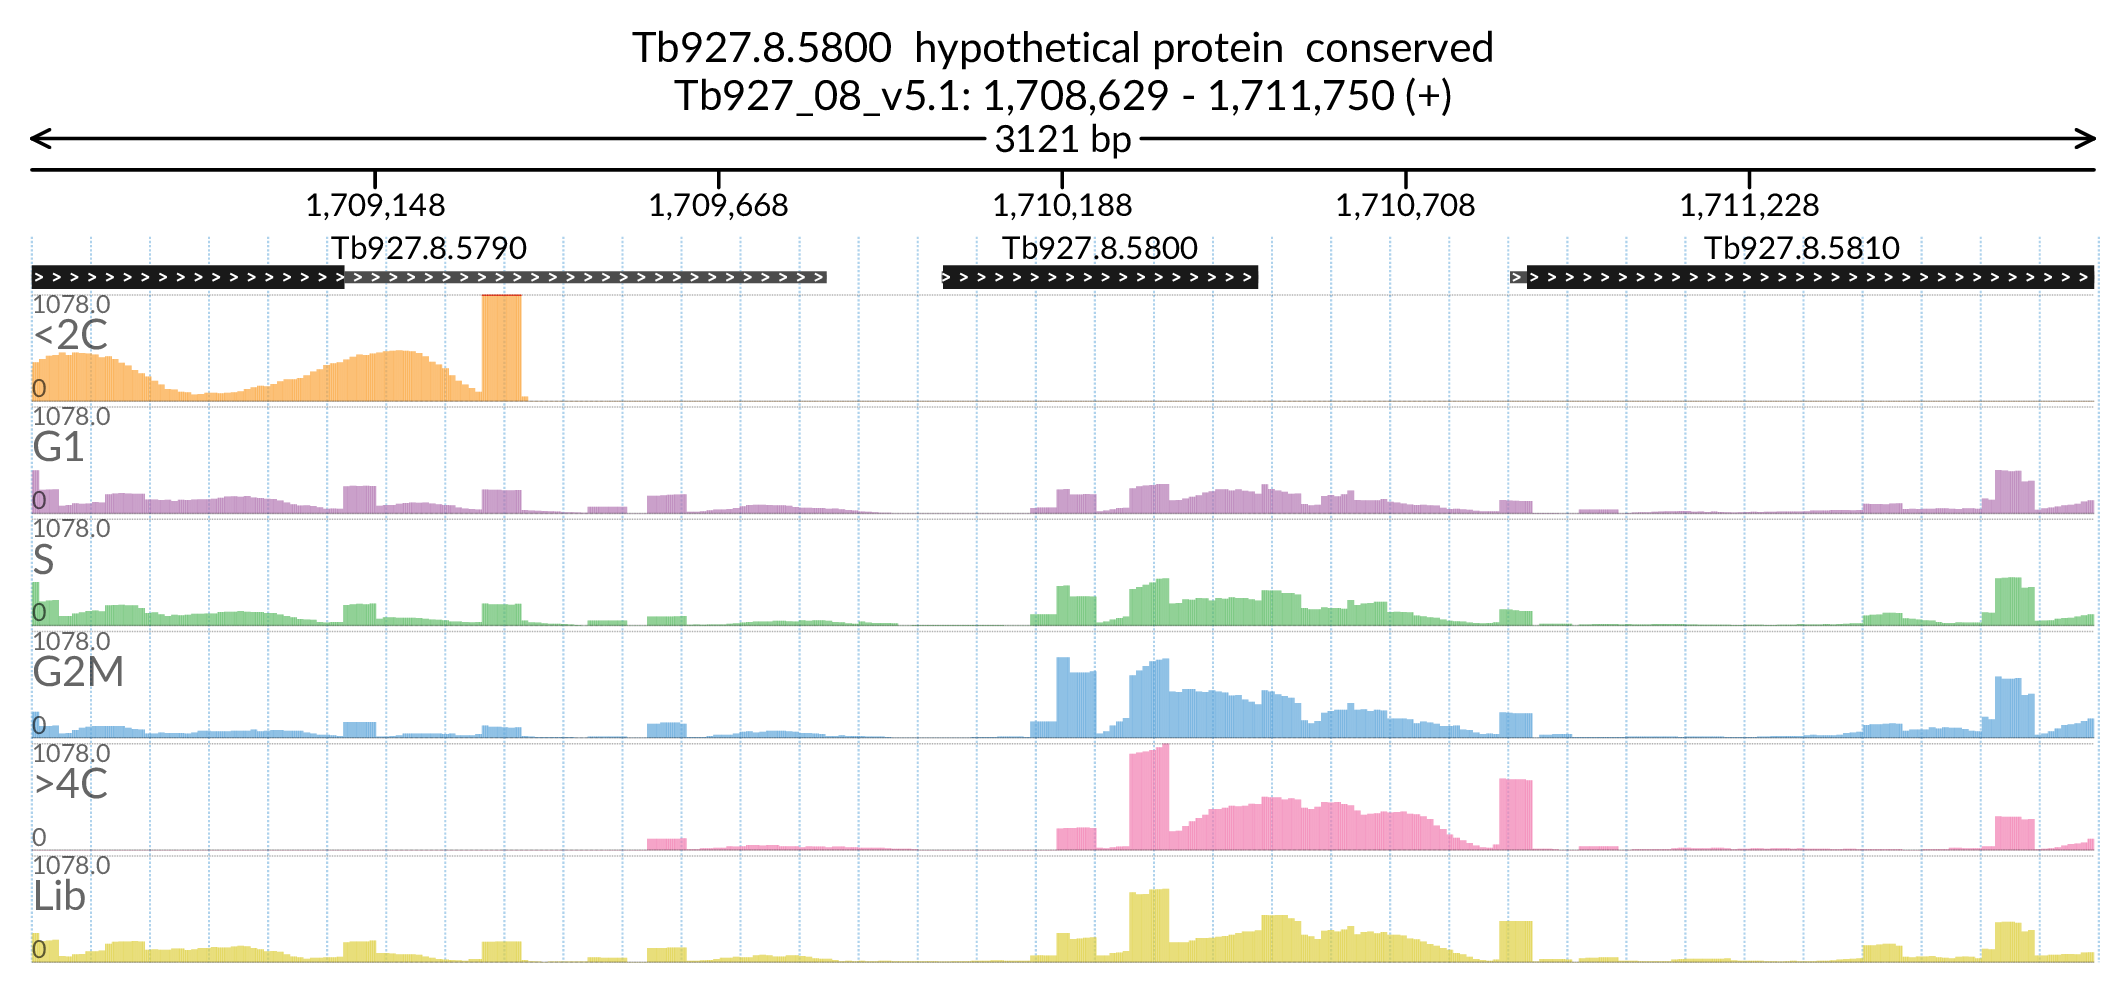 Tb927.8.5800 hypothetical protein conserved
Tb927_08_v5.1: 1,708,629 - 1,711,750 (+)
3121 bp
1,709,148 1,709,668 1,710,188 1,710,708 1,711,228
Tb927.8.5790 Tb927.8.5800 Tb927.8.5810
1078.0
<2C
0
1078.0
G1
0
1078.0
S
0
1078.0
G2M
0
1078.0
>4C
0
1078.0
Lib
0